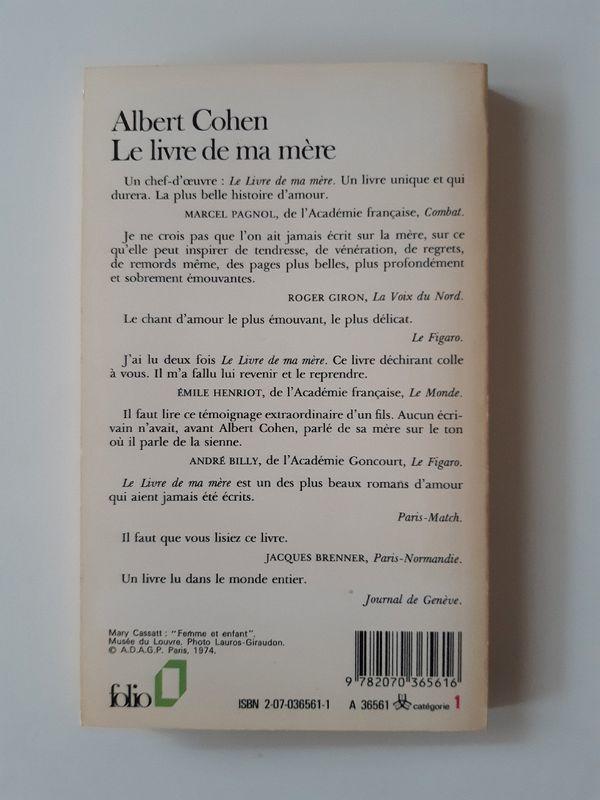 Albert Cohen
Le livre de ma mère
Un chef-d'œuvre : Le Livre de ma mère. Un livre unique et qui
durera. La plus belle histoire d'amour.
MARCEL PAGNOL, de l'Académie française, Combat.
Je ne crois pas que l'on ait jamais écrit sur la mère, sur ce
qu'elle peut inspirer de tendresse, de vénération, de regrets,
de remords même, des pages plus belles, plus profondément
et sobrement émouvantes.
ROGER GIRON, La Voix du Nord.
Le chant d'amour le plus émouvant, le plus délicat.
Le Figaro.
J'ai lu deux fois Le Livre de ma mère. Ce livre déchirant colle
à vous. Il m'a fallu lui revenir et le reprendre.
ÉMILE HENRIOT, de l'Académie française, Le Monde.
Il faut lire ce témoignage extraordinaire d'un fils. Aucun écri-
vain n'avait, avant Albert Cohen, parlé de sa mère sur le ton
où il parle de la sienne.
ANDRÉ BILLY, de l'Académie Goncourt, Le Figaro.
Le Livre de ma mère est un des plus beaux romans d'amour
qui aient jamais été écrits.
Paris-Match.
Il faut que vous lisiez ce livre.
JACQUES BRENNER, Paris-Normandie.
Un livre lu dans le monde entier.
Journal de Genève.
Mary Cassatt : "Femme et enfant".
Musée du Louvre. Photo Lauros-Giraudon.
© A.D.A.G.P. Paris, 1974.
9 782070 365616
folio
ISBN 2-07-036561-1 A 36561 catégorie 1